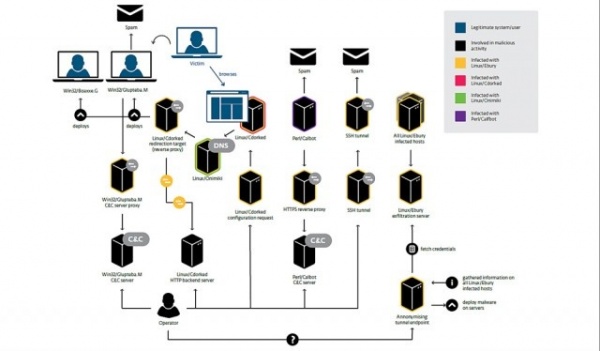 Spam
Legitimate system/user
Involved in malicious
activity
Infected with
Linux/Ebury
Infected with
Linux/Cdorked
Infected with
Linux/Onimiki
Infected with
Perl/Calfbot
Victim
browses
Spam
Spam
Win32/Boaxxe.G
Win32/Glupteba.M
deploys
deploys
Linux/Cdorked
redirection target
(reverse proxy)
DNS
Linux/Onimiki
Linux/Cdorked
Perl/Calbot
SSH tunnel
All Linux/Ebury
infected hosts
Win32/Glupteba.M
C&C server proxy
Linux/Cdorked
configuration request
HTTPS reverse proxy
SSH tunnel
Linux/Ebury
exfiltration server
C&C
C&C
Win32/Glupteba.M
C&C server
Linux/Cdorked
HTTP backend server
Perl/Calbot
C&C server
fetch credentials
gathered information on
all Linux/Ebury
infected hosts
deploy malware
on servers
Operator
Annonymising
tunnel endpoint
?